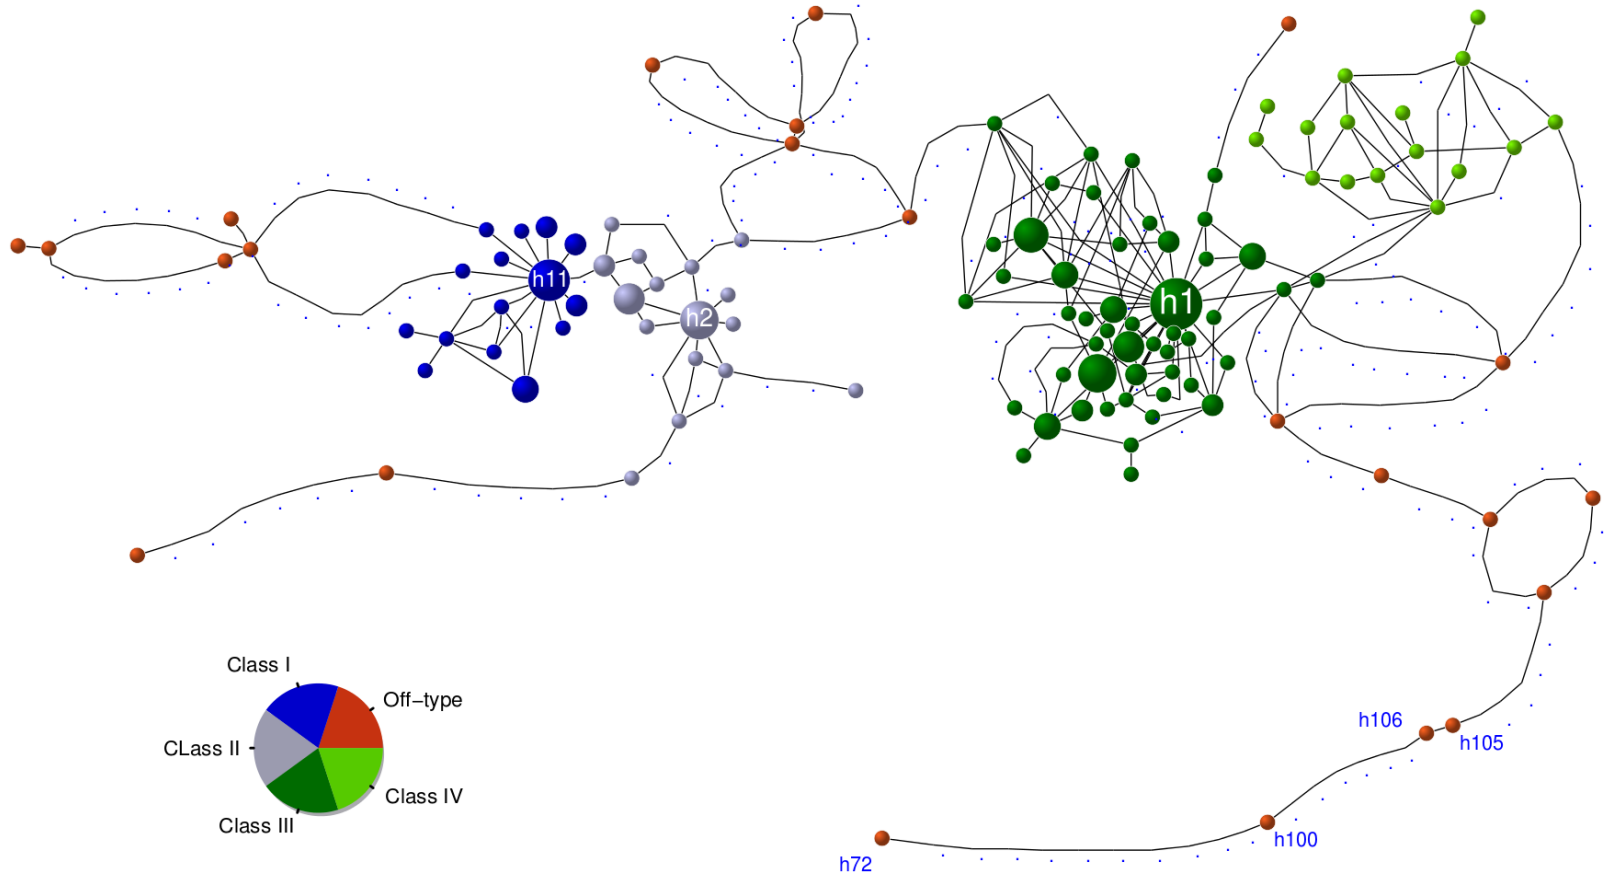 h11
h1
h2
Class I
Off−type
CLass II
Class IV
Class III
h106
h105
h100
h72